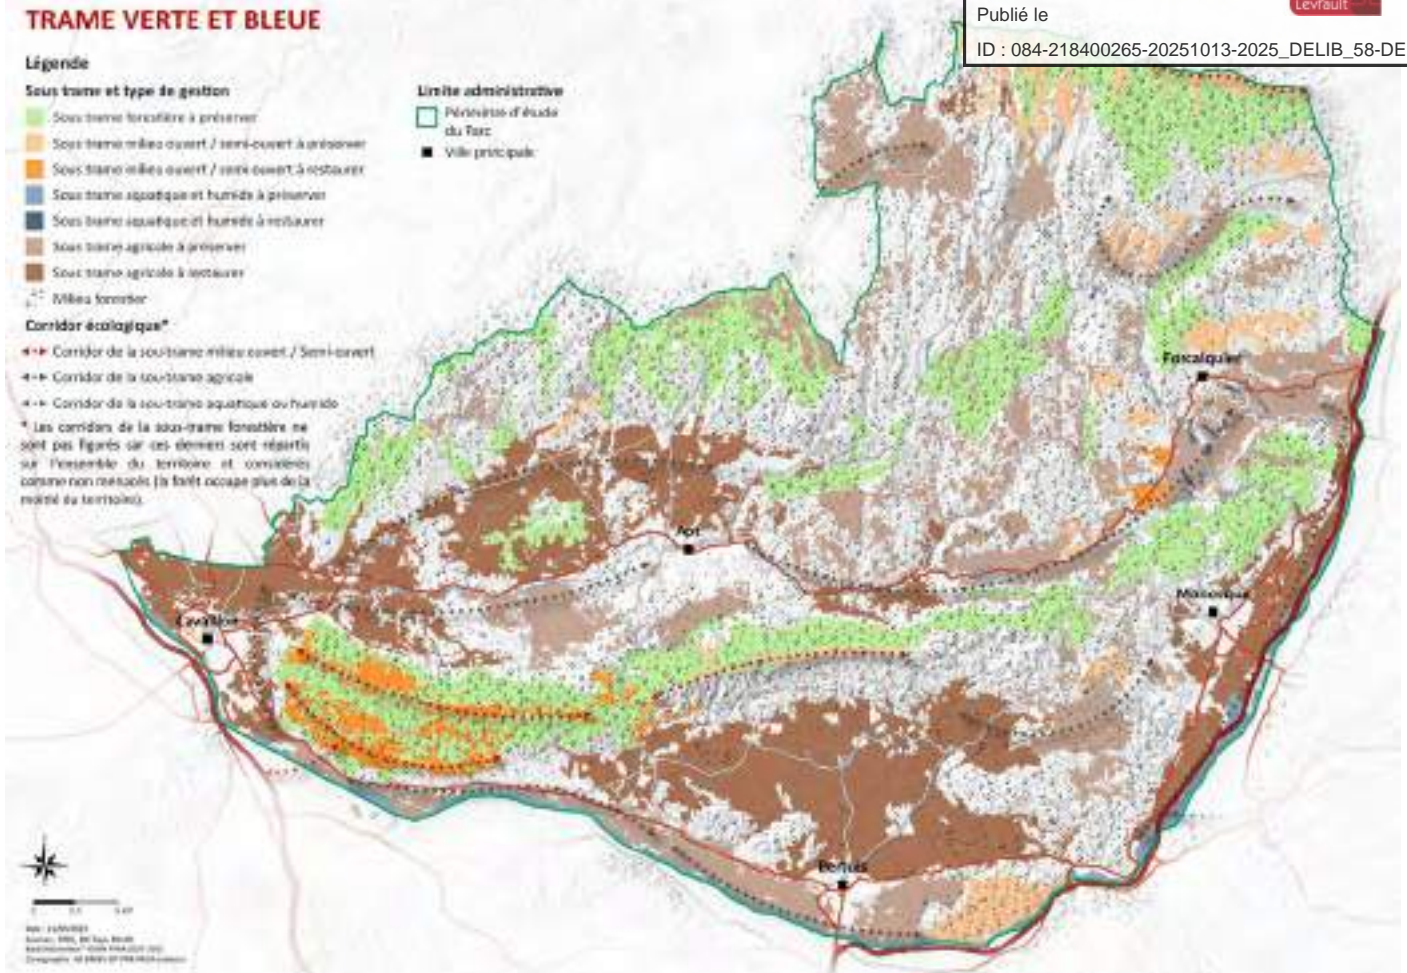 TRAME VERTE ET BLEUE
Publié le
Levrault
ID : 084-218400265-20251013-2025_DELIB_58-DE
Légende
Sous trame et type de gestion
Sous trame forestière à préserver
Sous trame milieu ouvert / semi-ouvert à préserver
Sous trame milieu ouvert / semi ouvert à restaurer
Sous trame aquatique et humide à préserver
Sous trame aquatique et humide à restaurer
Sous trame agricole à préserver
Sous trame agricole à restaurer
Milieu forestier
Limite administrative
Périmètre d'étude
du Parc
Ville principale
Corridor écologique*
Corridor de la sou-trame milieu ouvert / Semi-ouvert
Corridor de la sou-trame agricole
Corridor de la sou-trame aquatique ou humide
* Les corridors de la sous-trame forestière ne
sont pas figurés car ces derniers sont répartis
sur l'ensemble du territoire et considérés
comme non menacés (la forêt occupe plus de la
moitié du territoire).
Forcalquier
Apt
Manosque
Cavaillon
Pertuis